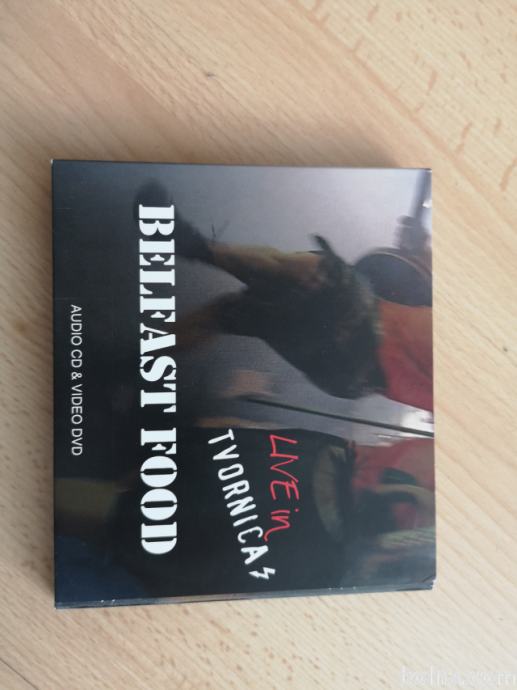 LIVE in
TVORNICA
BELFAST FOOD
AUDIO CD & VIDEO DVD